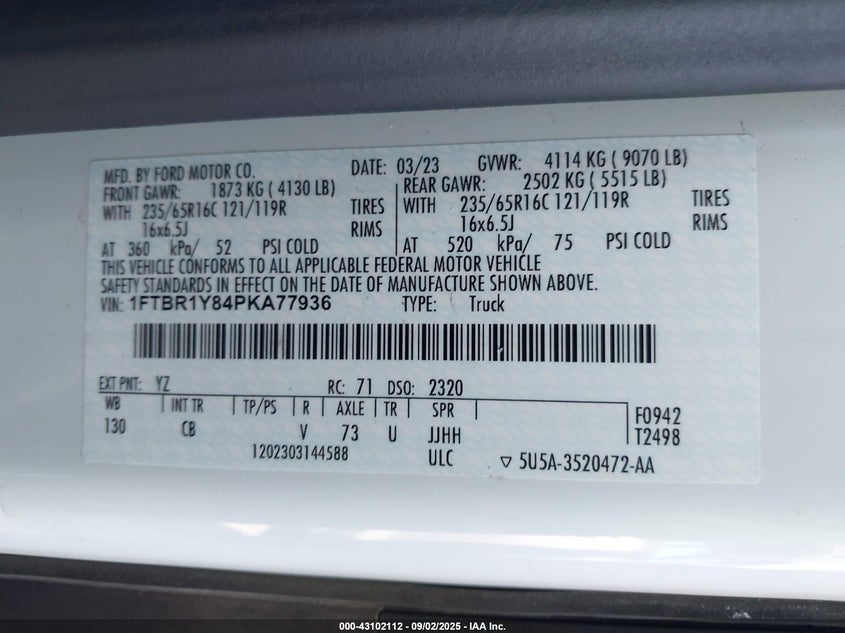 MFD. BY FORD MOTOR CO.
DATE: 03/23 GVWR: 4114 KG ( 9070 LB)
FRONT GAWR: 1873 KG ( 4130 LB)
REAR GAWR: 2502 KG ( 5515 LB)
WITH 235/65R16C 121/119R TIRES
WITH 235/65R16C 121/119R TIRES
16x6.5J RIMS
16x6.5J RIMS
AT 360 kPa/ 52 PSI COLD
AT 520 kPa/ 75 PSI COLD
THIS VEHICLE CONFORMS TO ALL APPLICABLE FEDERAL MOTOR VEHICLE
SAFETY STANDARDS IN EFFECT ON THE DATE OF MANUFACTURE SHOWN ABOVE.
VIN: 1FTBR1Y84PKA77936 TYPE: Truck
EXT PNT: YZ RC: 71 DSO: 2320
WB INT TR TP/PS R AXLE TR SPR F0942
130 CB V 73 U JJHH T2498
1202303144588 ULC ▽ 5U5A-3520472-AA
000-43102112 - 09/02/2025 - IAA Inc.